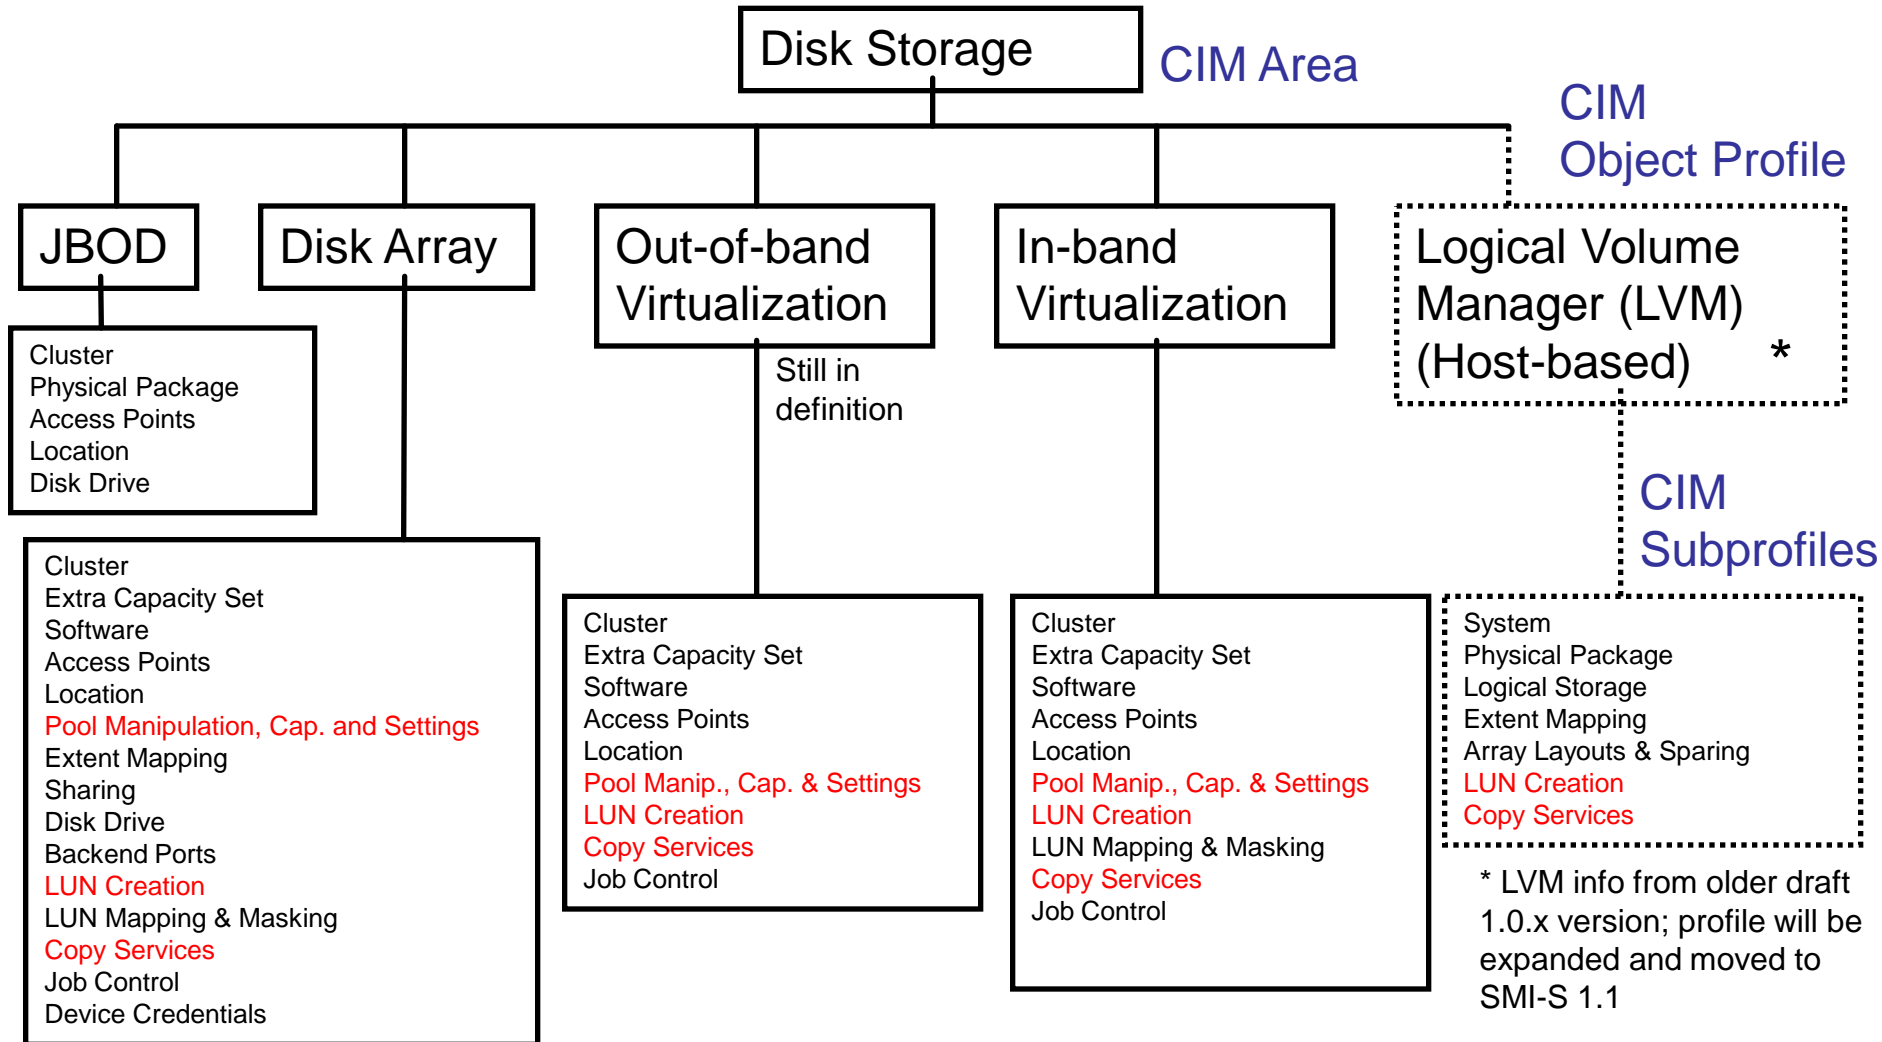 Disk Storage
CIM Area
CIM
Object Profile
JBOD
Disk Array
Out-of-band
Virtualization
In-band
Virtualization
Logical Volume
Manager (LVM)
(Host-based) *
Still in
definition
Cluster
Physical Package
Access Points
Location
Disk Drive
CIM
Subprofiles
Cluster
Extra Capacity Set
Software
Access Points
Location
Pool Manipulation, Cap. and Settings
Extent Mapping
Sharing
Disk Drive
Backend Ports
LUN Creation
LUN Mapping & Masking
Copy Services
Job Control
Device Credentials
Cluster
Extra Capacity Set
Software
Access Points
Location
Pool Manip., Cap. & Settings
LUN Creation
Copy Services
Job Control
Cluster
Extra Capacity Set
Software
Access Points
Location
Pool Manip., Cap. & Settings
LUN Creation
LUN Mapping & Masking
Copy Services
Job Control
System
Physical Package
Logical Storage
Extent Mapping
Array Layouts & Sparing
LUN Creation
Copy Services
* LVM info from older draft
1.0.x version; profile will be
expanded and moved to
SMI-S 1.1